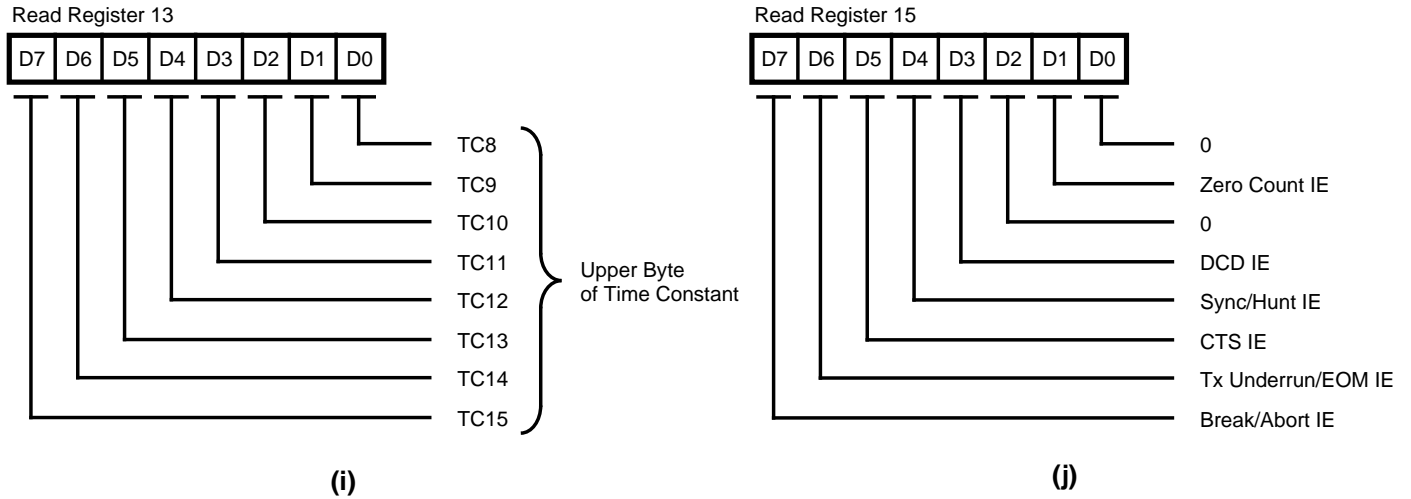 Read Register 13
D7 D6 D5 D4 D3 D2 D1 D0
TC8
TC9
TC10
TC11
TC12
TC13
TC14
TC15
Upper Byte
of Time Constant
(i)
Read Register 15
D7 D6 D5 D4 D3 D2 D1 D0
0
Zero Count IE
0
DCD IE
Sync/Hunt IE
CTS IE
Tx Underrun/EOM IE
Break/Abort IE
(j)